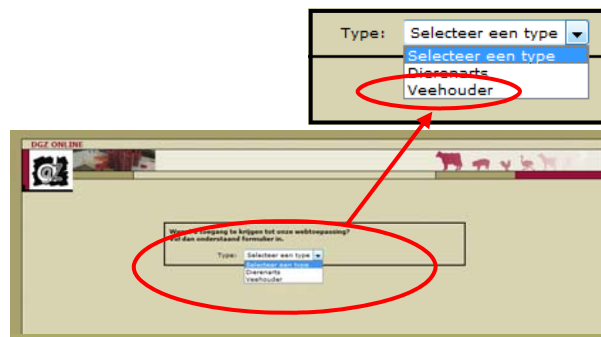 Type: Selecteer een type
Selecteer een type
Dierenarts
Veehouder
DGZ ONLINE
@
Wenst u toegang te krijgen tot onze webtoepassing?
Vul dan onderstaand formulier in.
Type: Selecteer een type
Selecteer een type
Dierenarts
Veehouder